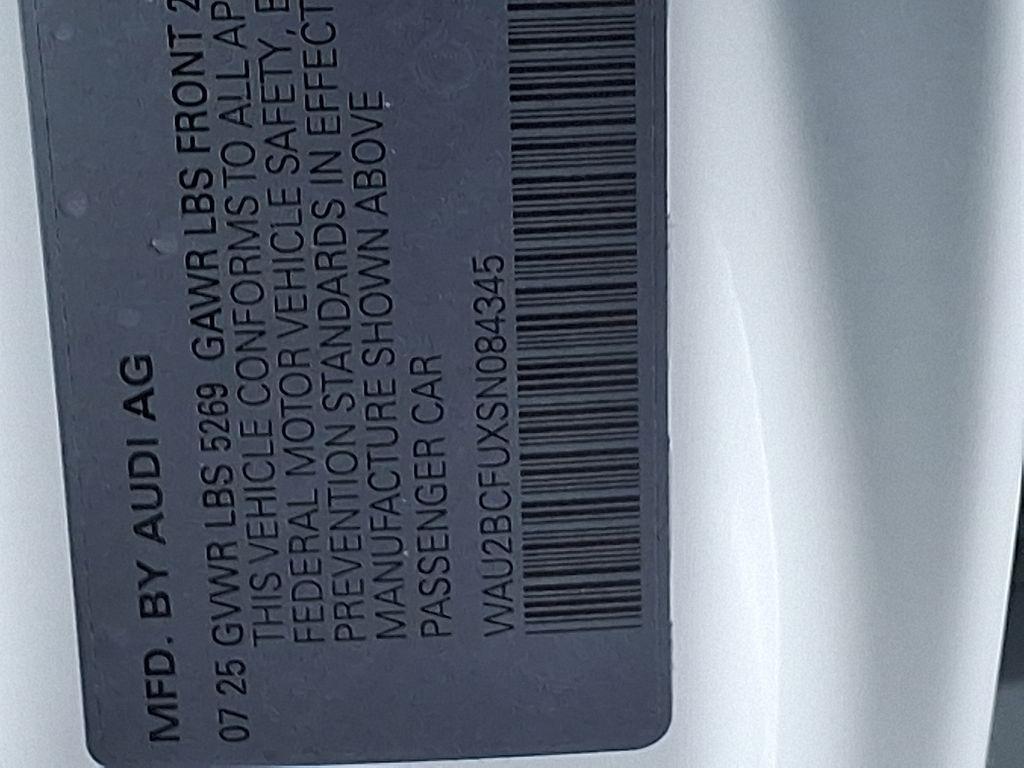 MFD. BY AUDI AG
07 25 GVWR LBS 5269 GAWR LBS FRONT 2
THIS VEHICLE CONFORMS TO ALL AP
FEDERAL MOTOR VEHICLE SAFETY,
PREVENTION STANDARDS IN EFFECT
MANUFACTURE SHOWN ABOVE
PASSENGER CAR
WAU2BCFUXSN084345